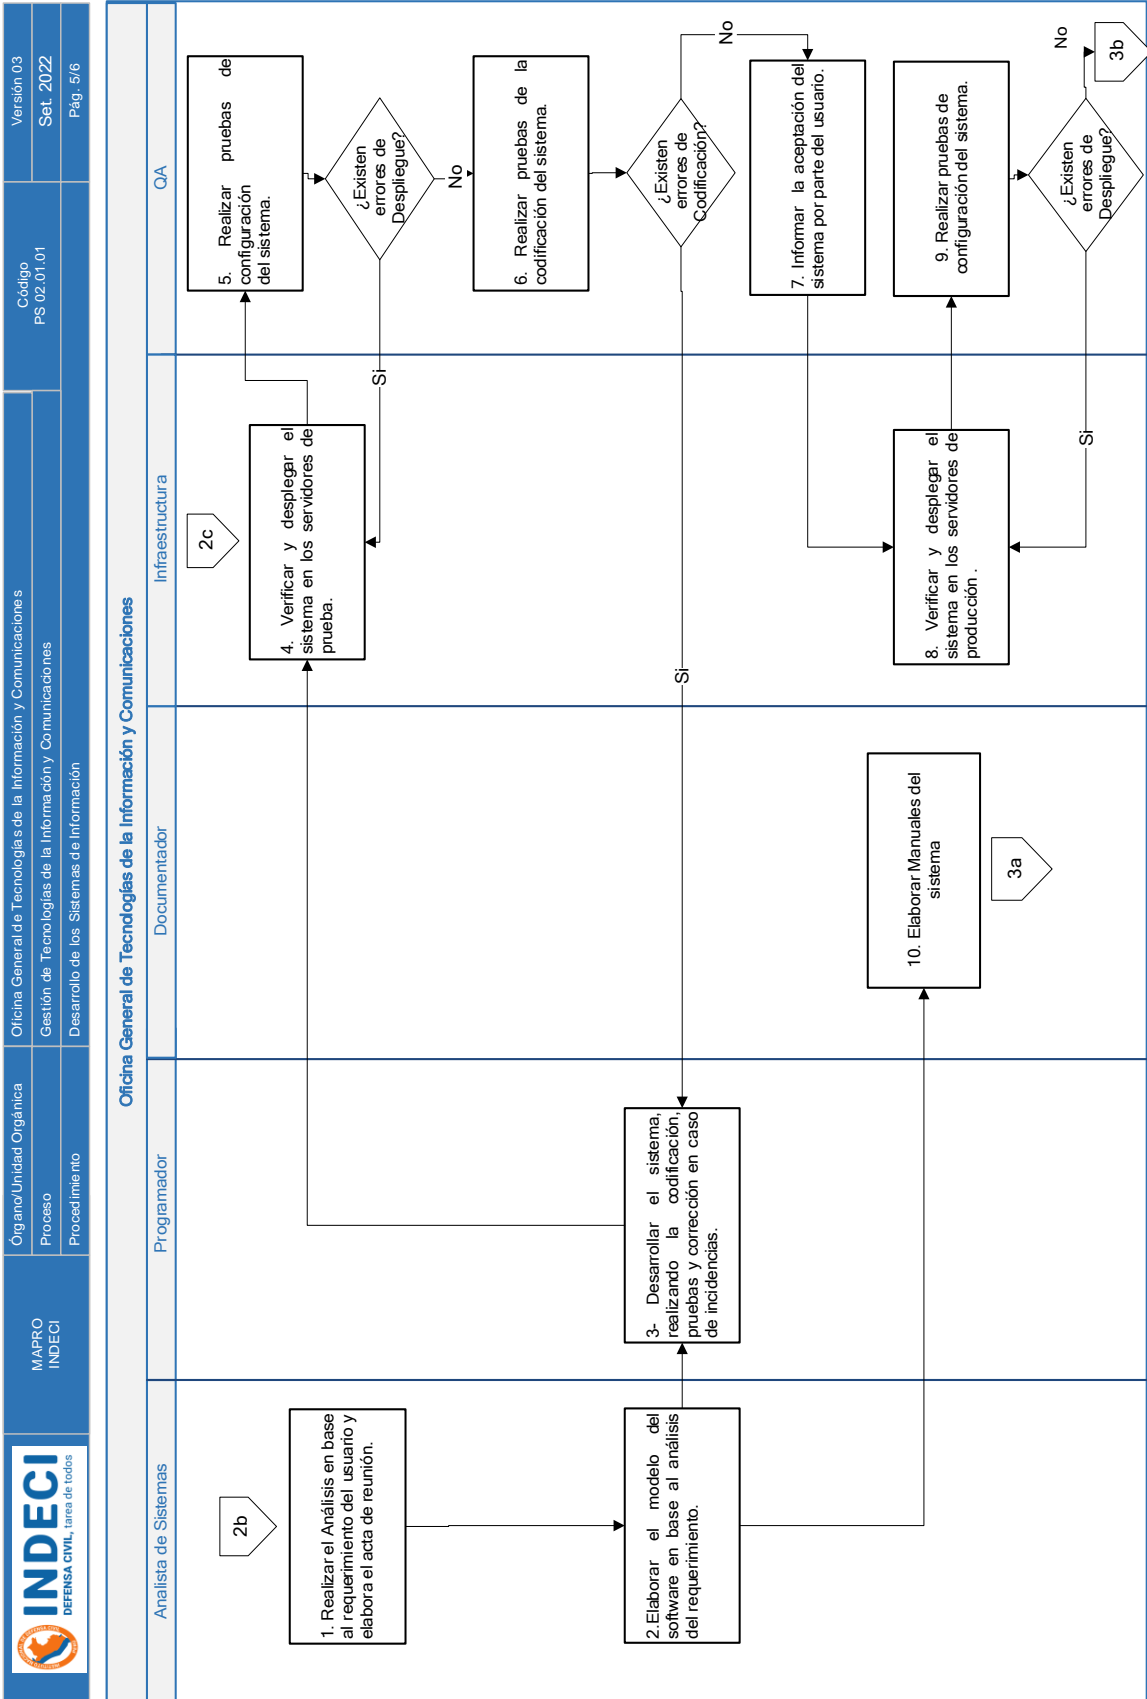 INDECI
DEFENSA CIVIL, tarea de todos
MAPRO
INDECI
Órgano/Unidad Orgánica
Oficina General de Tecnologías de la Información y Comunicaciones
Código
PS 02.01.01
Versión 03
Proceso
Gestión de Tecnologías de la Información y Comunicaciones
Set. 2022
Procedimiento
Desarrollo de los Sistemas de Información
Pág. 5/6
Oficina General de Tecnologías de la Información y Comunicaciones
Analista de Sistemas
Programador
Documentador
Infraestructura
QA
2b
1. Realizar el Análisis en base
al requerimiento del usuario y
elabora el acta de reunión.
2.Elaborar el modelo del
software en base al análisis
del requerimiento.
3- Desarrollar el sistema,
realizando la codificación,
pruebas y corrección en caso
de incidencias.
2c
4. Verificar y desplegar el
sistema en los servidores de
prueba.
5. Realizar pruebas de
configuración
del sistema.
¿Existen
errores de
Despliegue?
Si
No
6. Realizar pruebas de la
codificación del sistema.
¿Existen
errores de
Codificación?
Si
No
7. Informar la aceptación del
sistema por parte del usuario.
8. Verificar y desplegar el
sistema en los servidores de
producción .
9. Realizar pruebas de
configuración del sistema.
¿Existen
errores de
Despliegue?
Si
No
3b
10. Elaborar Manuales del
sistema
3a